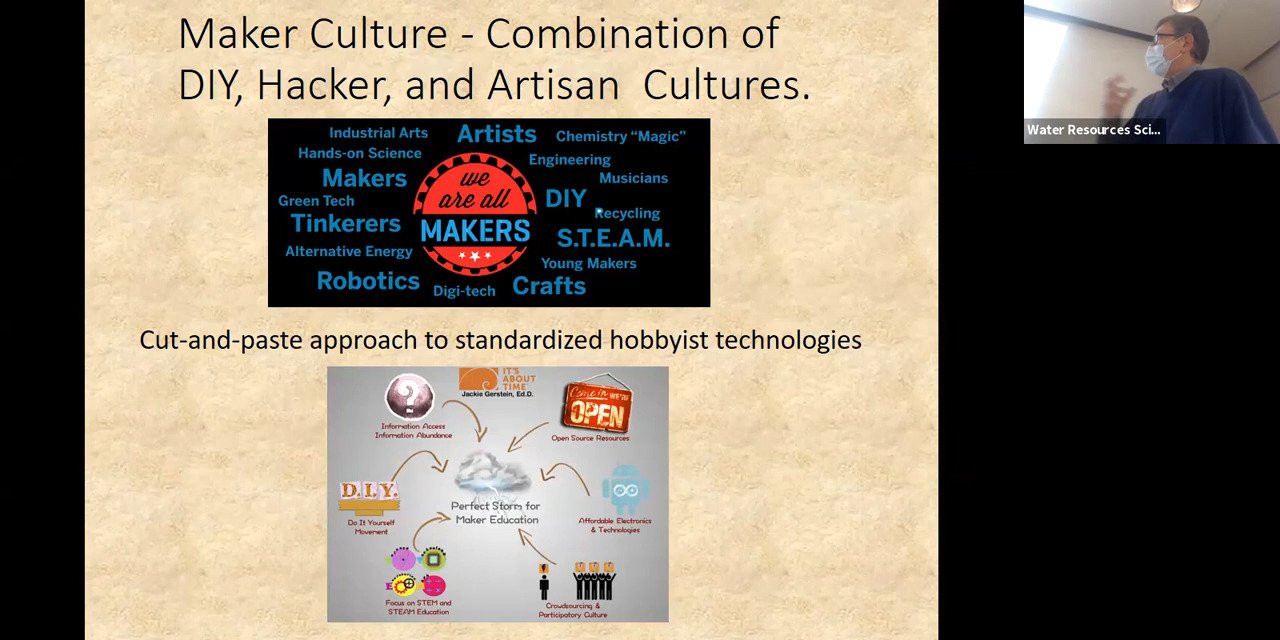 Maker Culture - Combination of
DIY, Hacker, and Artisan Cultures.
Water Resources Sci...
Industrial Arts
Artists
Chemistry “Magic”
Hands-on Science
Engineering
Makers
Musicians
Green Tech
DIY
Recycling
Tinkerers
S.T.E.A.M.
Alternative Energy
Young Makers
Robotics
Digi-tech
Crafts
we
are all
MAKERS
Cut-and-paste approach to standardized hobbyist technologies
IT'S
ABOUT
TIME
Jackie Gerstein, Ed.D.
?
Information Access
Information Abundance
Come in WE'RE
OPEN
Open Source Resources
D.I.Y.
Do It Yourself
Movement
Perfect Storm for
Maker Education
Affordable Electronics
& Technologies
Focus on STEM and
STEAM Education
Crowdsourcing &
Participatory Culture